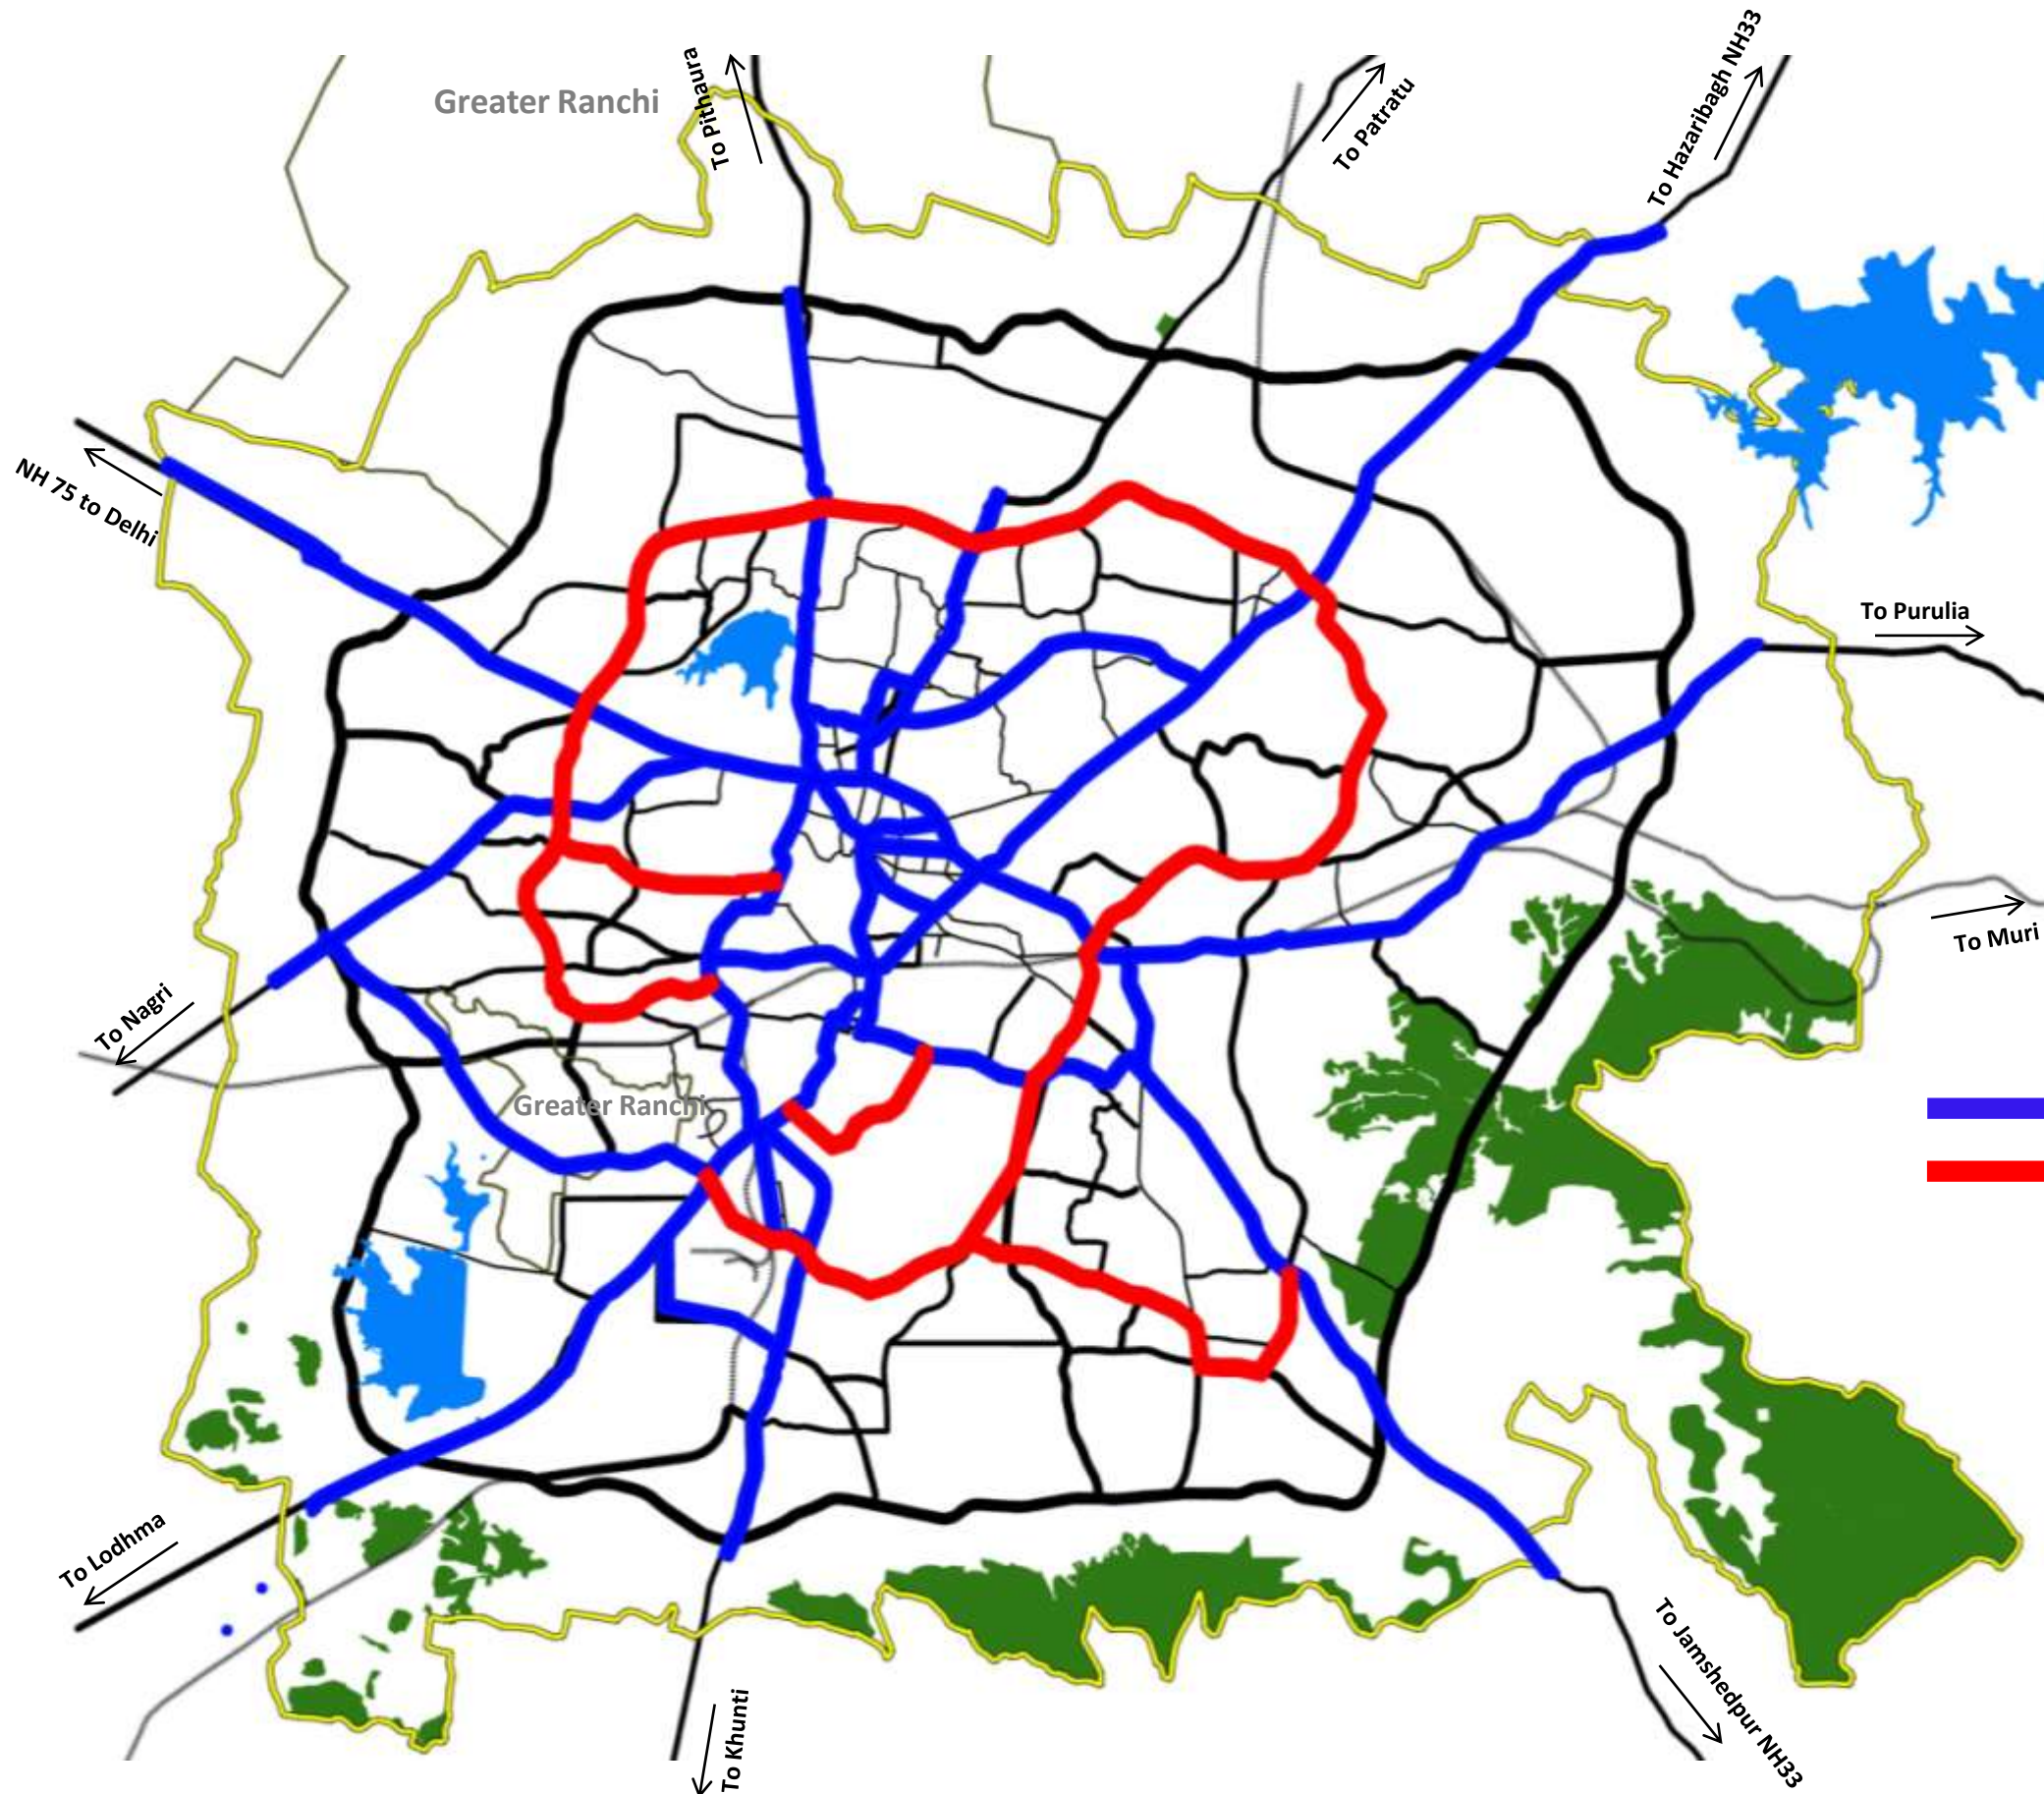 To Hazaribagh NH33
To Pithaura
Greater Ranchi
To Patratu
NH 75 to Delhi
To Purulia
To Muri
To Nagri
Greater Ranchi
To Lodhma
To Jamshedpur NH33
To Khunti